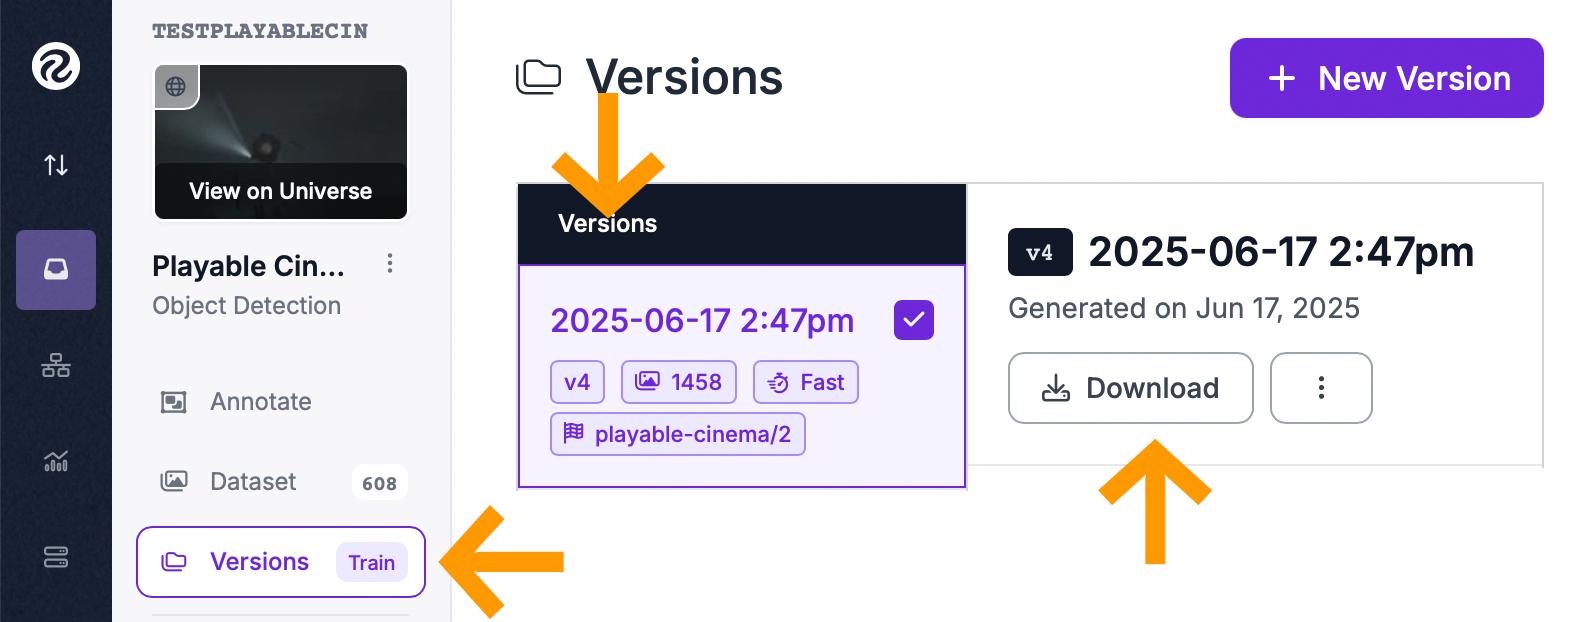 TESTPLAYABLECIN
View on Universe
Playable Cin...
Object Detection
Annotate
Dataset 608
Versions Train
Versions
+ New Version
Versions
2025-06-17 2:47pm
v4 1458 Fast
playable-cinema/2
v4 2025-06-17 2:47pm
Generated on Jun 17, 2025
Download